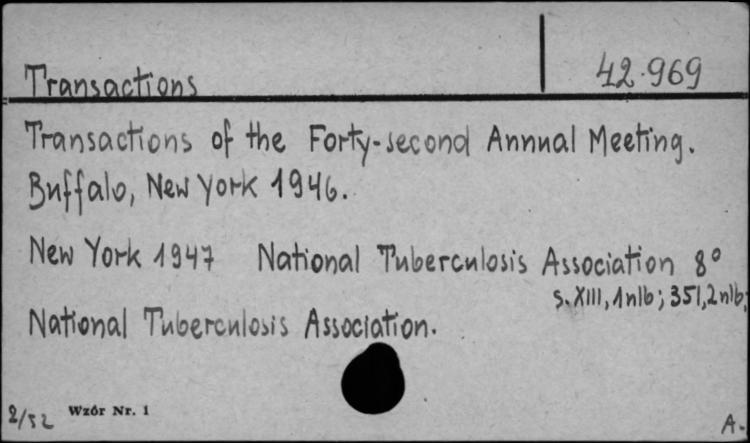 Transactions
42.969
Transactions of the Forty-second Annual Meeting.
Buffalo, New York 1946.
New York 1947 National Tuberculosis Association 8°
s. XIII, 1 nlb; 351, 2 nlb;
National Tuberculosis Association.
2/52 Wzór Nr. 1
A.